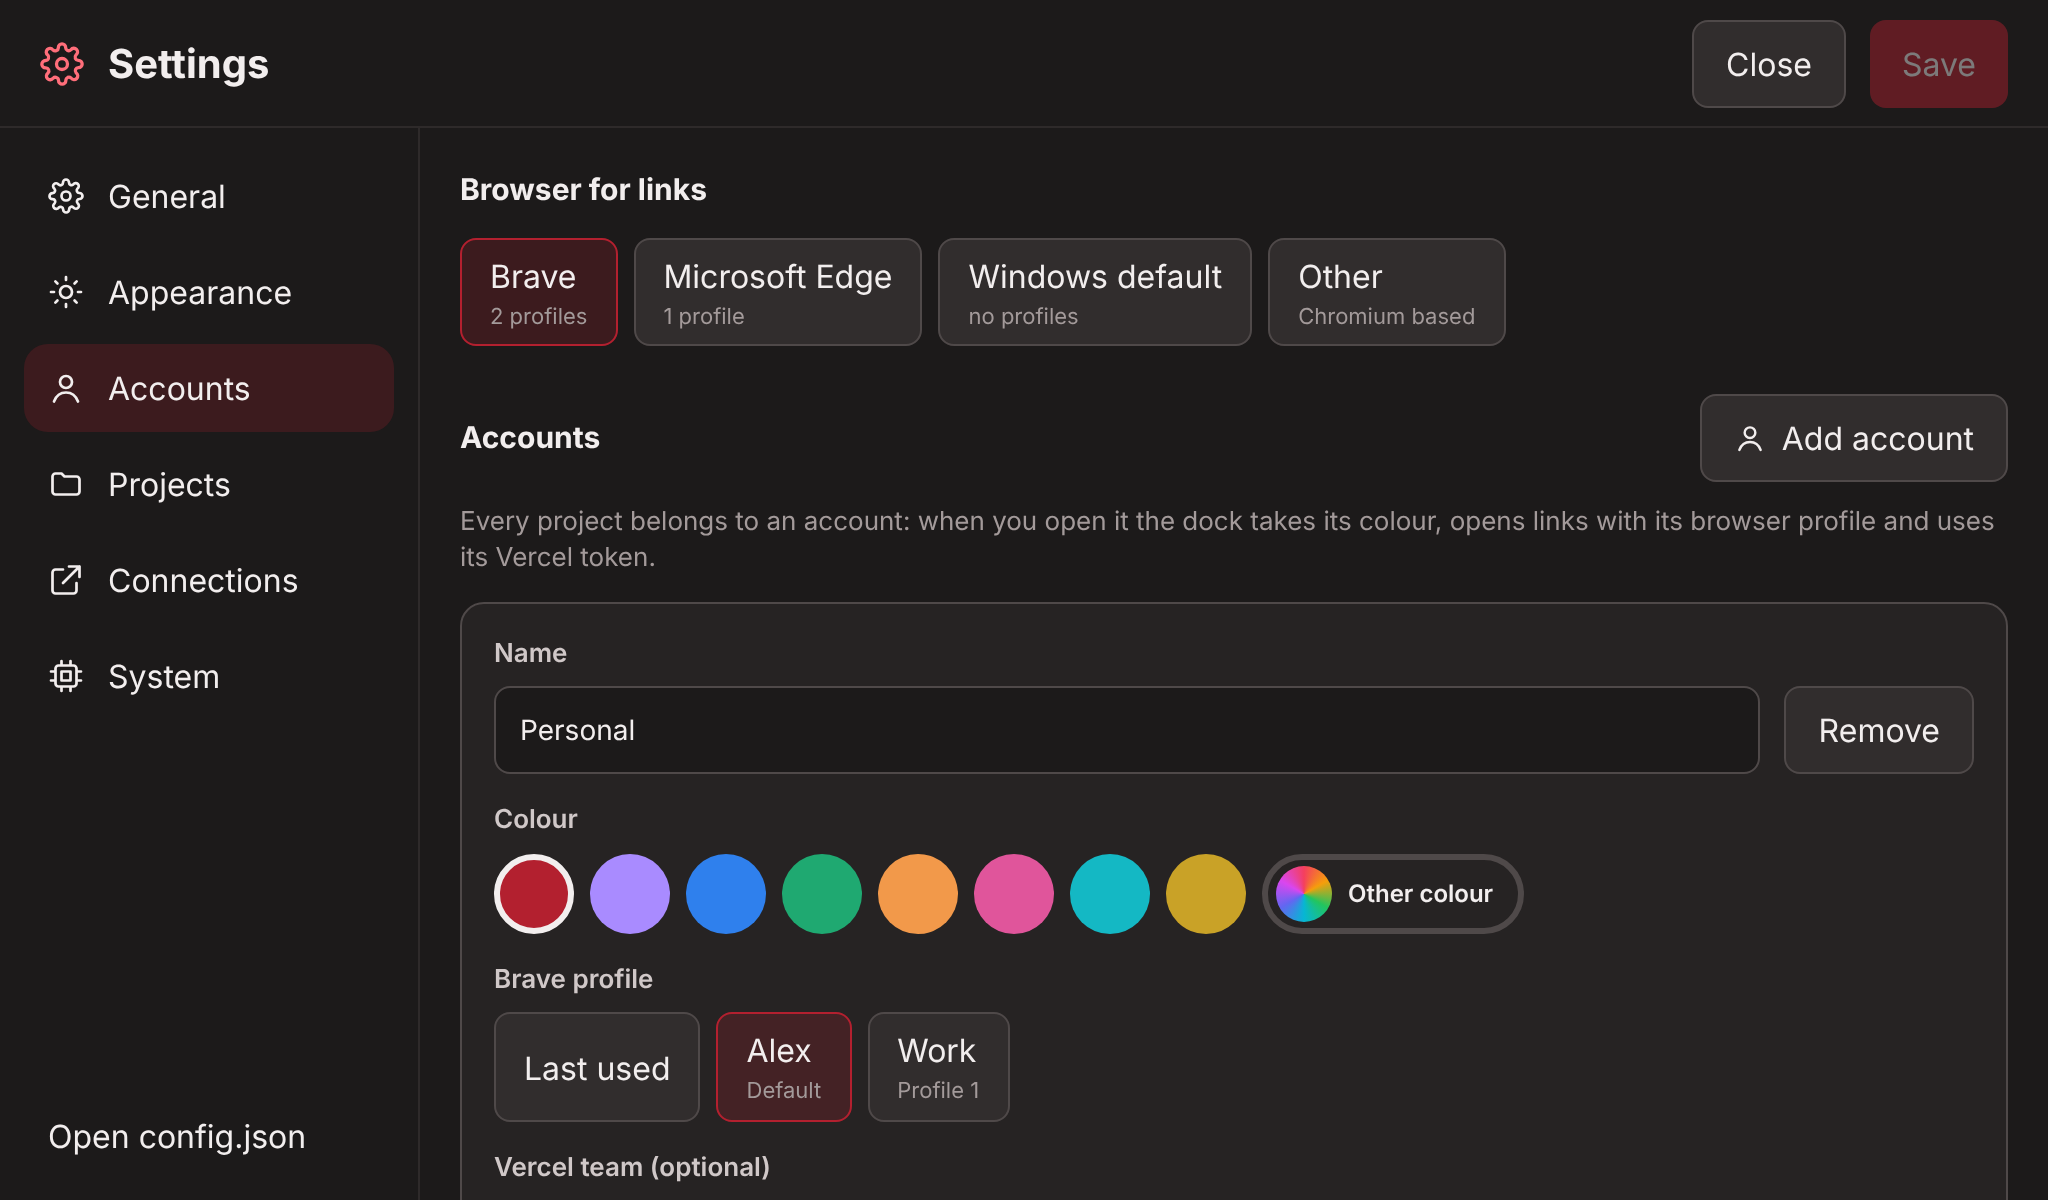 Settings
Close
Save
General
Appearance
Accounts
Projects
Connections
System
Open config.json
Browser for links
Brave
2 profiles
Microsoft Edge
1 profile
Windows default
no profiles
Other
Chromium based
Accounts
Add account
Every project belongs to an account: when you open it the dock takes its colour, opens links with its browser profile and uses
its Vercel token.
Name
Personal
Remove
Colour
Other colour
Brave profile
Last used
Alex
Default
Work
Profile 1
Vercel team (optional)